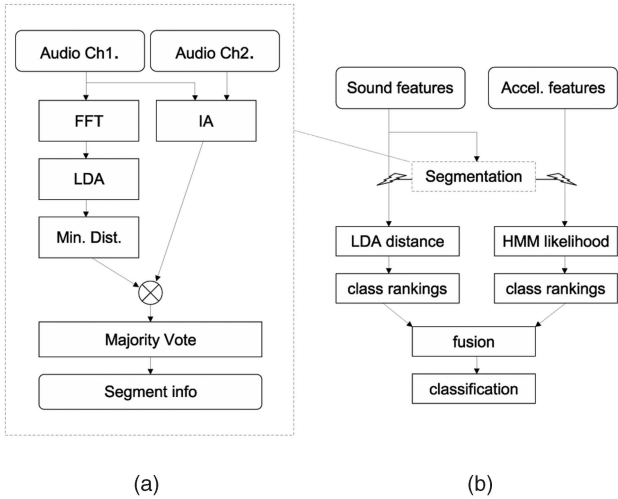 Audio Ch1.
Audio Ch2.
FFT
IA
LDA
Min. Dist.
Majority Vote
Segment info
(a)
Sound features
Accel. features
Segmentation
LDA distance
HMM likelihood
class rankings
class rankings
fusion
classification
(b)